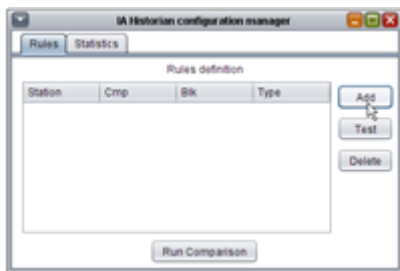 IA Historian configuration manager
Rules Statistics
Rules definition
Station Cmp Blk Type
Add
Test
Delete
Run Comparison